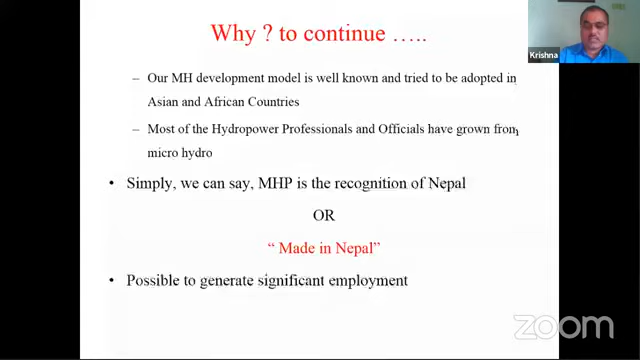 Why ? to continue …..
– Our MH development model is well known and tried to be adopted in
Asian and African Countries
– Most of the Hydropower Professionals and Officials have grown from
micro hydro
• Simply, we can say, MHP is the recognition of Nepal
OR
“ Made in Nepal”
• Possible to generate significant employment
Krishna
zoom